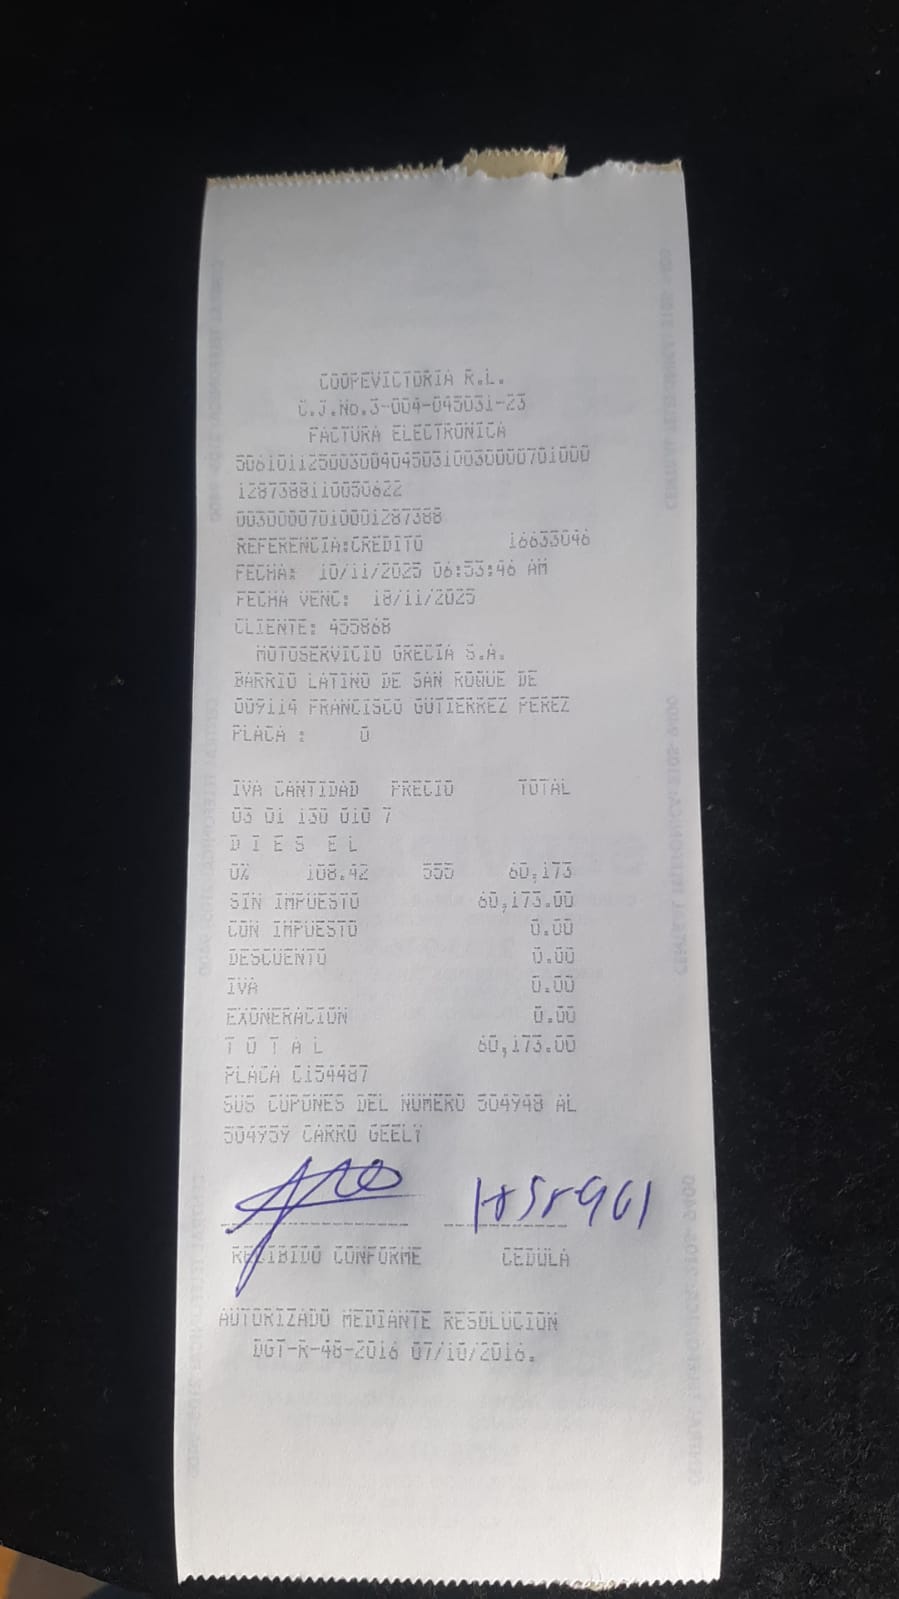 COOPEVICTORIA R.L.
C.J.No.3-004-045031-23
FACTURA ELECTRONICA
50610112500300404503100300000701000
1287388110050622
00300007010001287388
REFERENCIA:CREDITO 16633046
FECHA: 10/11/2025 06:53:46 AM
FECHA VENC: 18/11/2025
CLIENTE: 455868
MOTOSERVICIO GRECIA S.A.
BARRIO LATINO DE SAN ROQUE DE
009114 FRANCISCO GUTIERREZ PEREZ
PLACA : 0
IVA CANTIDAD PRECIO TOTAL
03 01 130 010 7
D I E S E L
0% 108.42 555 60,173
SIN IMPUESTO 60,173.00
CON IMPUESTO 0.00
DESCUENTO 0.00
IVA 0.00
EXONERACION 0.00
T O T A L 60,173.00
PLACA C154487
SUS CUPONES DEL NUMERO 504948 AL
504959 CARRO GEELY
RECIBIDO CONFORME CEDULA
AUTORIZADO MEDIANTE RESOLUCION
DGT-R-48-2016 07/10/2016.